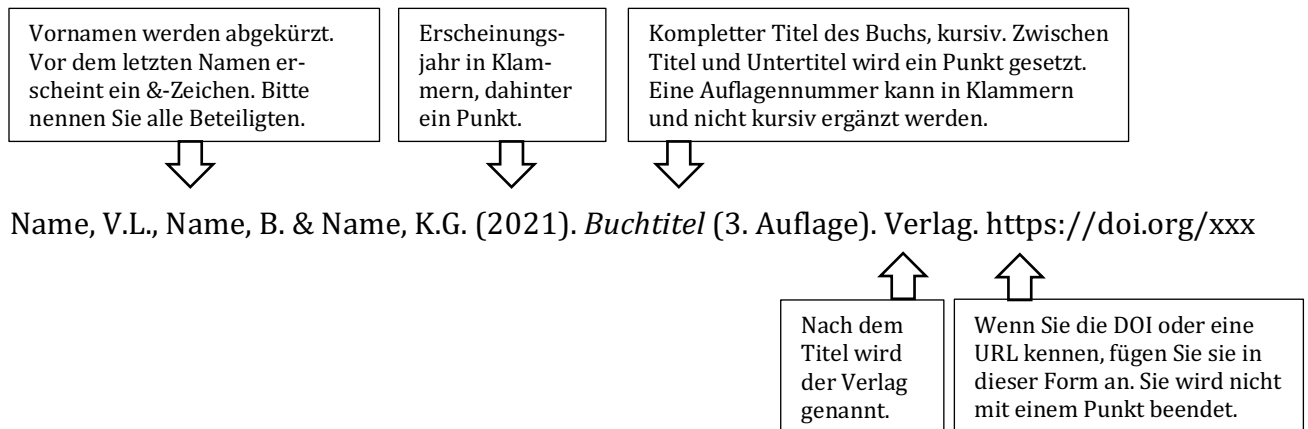 Vornamen werden abgekürzt.
Vor dem letzten Namen er-
scheint ein &-Zeichen. Bitte
nennen Sie alle Beteiligten.
Erscheinungs-
jahr in Klam-
mern, dahinter
ein Punkt.
Kompletter Titel des Buchs, kursiv. Zwischen
Titel und Untertitel wird ein Punkt gesetzt.
Eine Auflagennummer kann in Klammern
und nicht kursiv ergänzt werden.
Name, V.L., Name, B. & Name, K.G. (2021). Buchtitel (3. Auflage). Verlag. https://doi.org/xxx
Nach dem
Titel wird
der Verlag
genannt.
Wenn Sie die DOI oder eine
URL kennen, fügen Sie sie in
dieser Form an. Sie wird nicht
mit einem Punkt beendet.